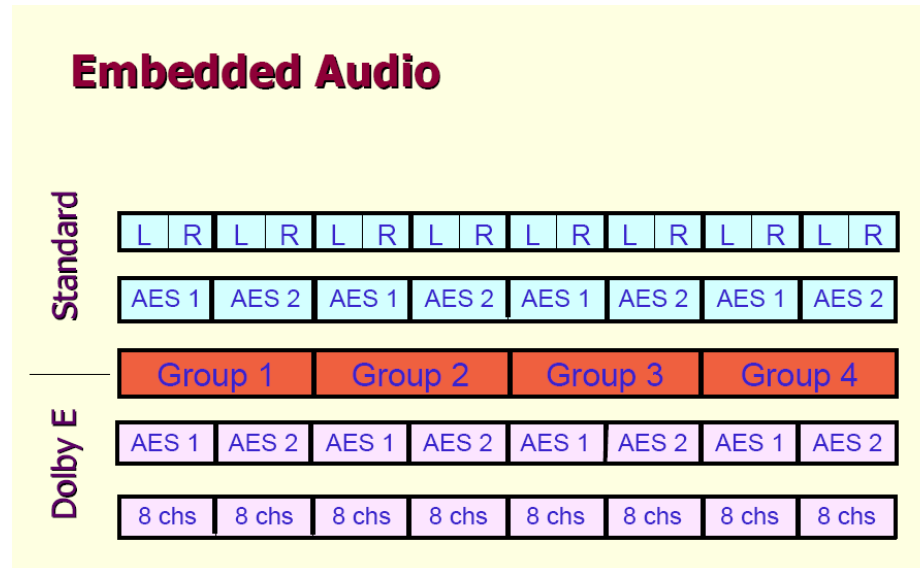 Embedded Audio
Standard
L R L R L R L R L R L R L R L R
AES 1 AES 2 AES 1 AES 2 AES 1 AES 2 AES 1 AES 2
Group 1 Group 2 Group 3 Group 4
Dolby E
AES 1 AES 2 AES 1 AES 2 AES 1 AES 2 AES 1 AES 2
8 chs 8 chs 8 chs 8 chs 8 chs 8 chs 8 chs 8 chs